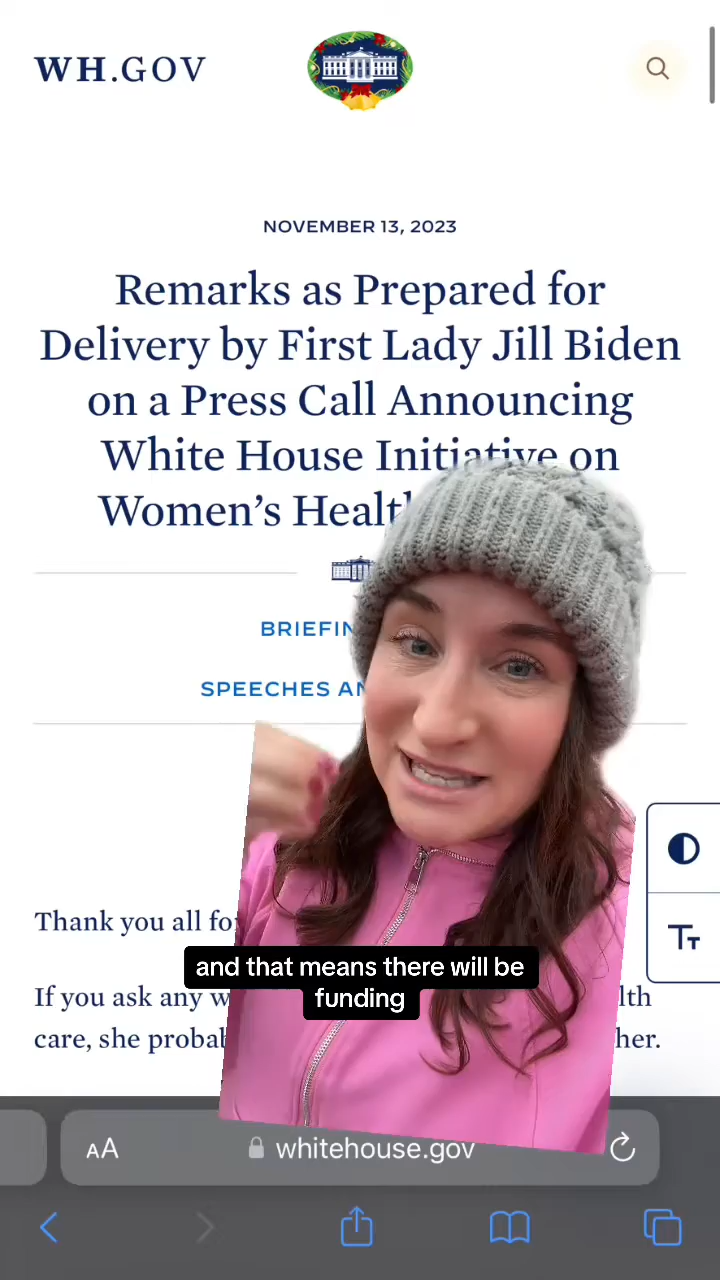 WH.GOV
NOVEMBER 13, 2023
Remarks as Prepared for
Delivery by First Lady Jill Biden
on a Press Call Announcing
White House Initiative on
Women's Healt
BRIEFIN
SPEECHES AN
Thank you all fo
If you ask any w lth
care, she probab her.
and that means there will be
funding
AA whitehouse.gov